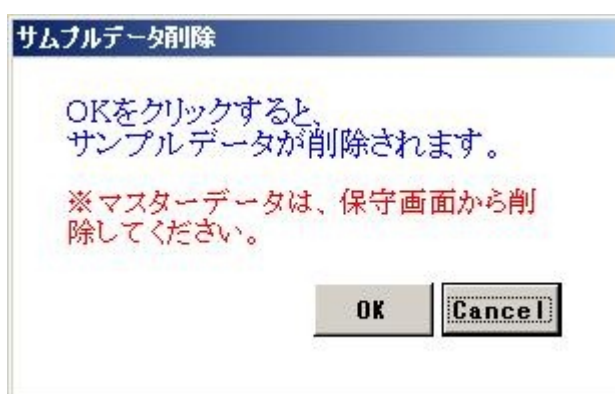 サムプルデータ削除
OKをクリックすると、
サンプルデータが削除されます。
※マスターデータは、保守画面から削
除してください。
OK
Cancel